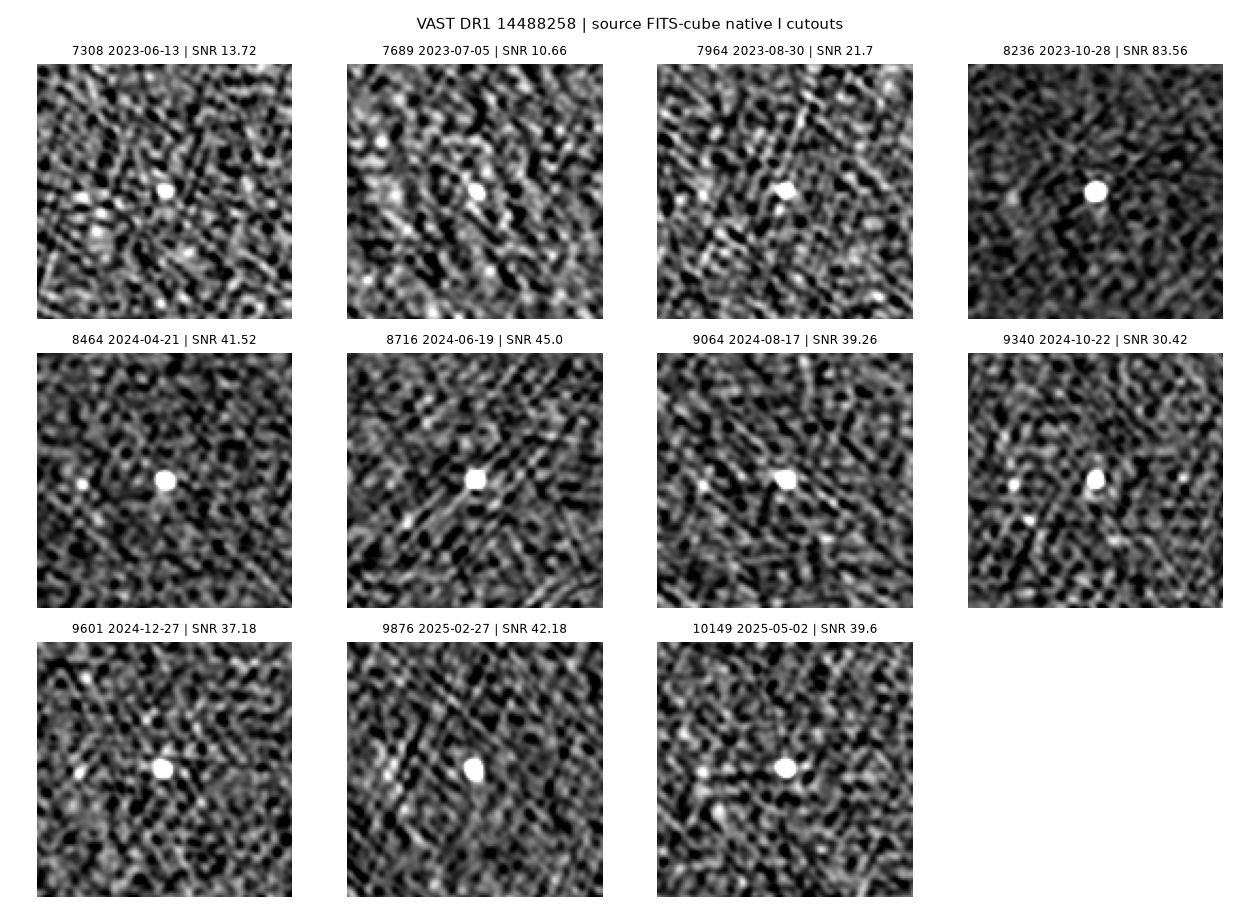 VAST DR1 14488258 | source FITS-cube native I cutouts
7308 2023-06-13 | SNR 13.72
7689 2023-07-05 | SNR 10.66
7964 2023-08-30 | SNR 21.7
8236 2023-10-28 | SNR 83.56
8464 2024-04-21 | SNR 41.52
8716 2024-06-19 | SNR 45.0
9064 2024-08-17 | SNR 39.26
9340 2024-10-22 | SNR 30.42
9601 2024-12-27 | SNR 37.18
9876 2025-02-27 | SNR 42.18
10149 2025-05-02 | SNR 39.6